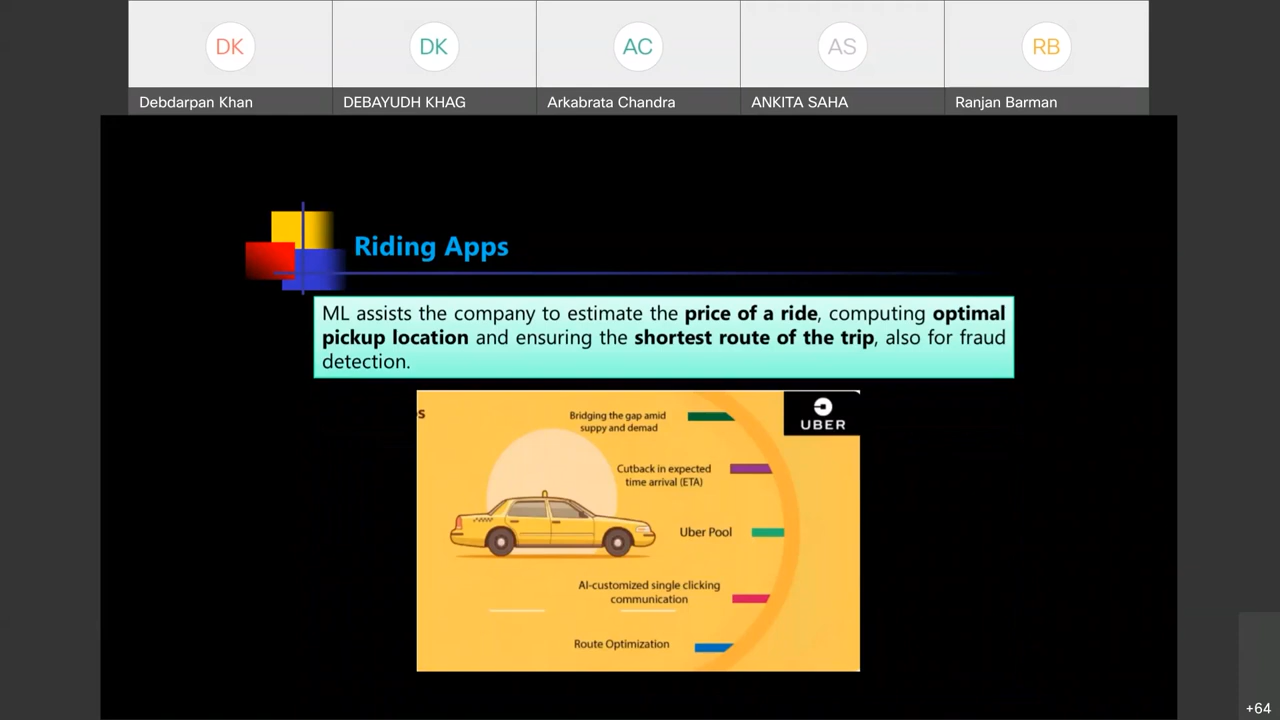 DK
DK
AC
AS
RB
Debdarpan Khan
DEBAYUDH KHAG
Arkabrata Chandra
ANKITA SAHA
Ranjan Barman
Riding Apps
ML assists the company to estimate the price of a ride, computing optimal
pickup location and ensuring the shortest route of the trip, also for fraud
detection.
s
Bridging the gap amid
suppy and demad
UBER
Cutback in expected
time arrival (ETA)
Uber Pool
AI-customized single clicking
communication
Route Optimization
+64